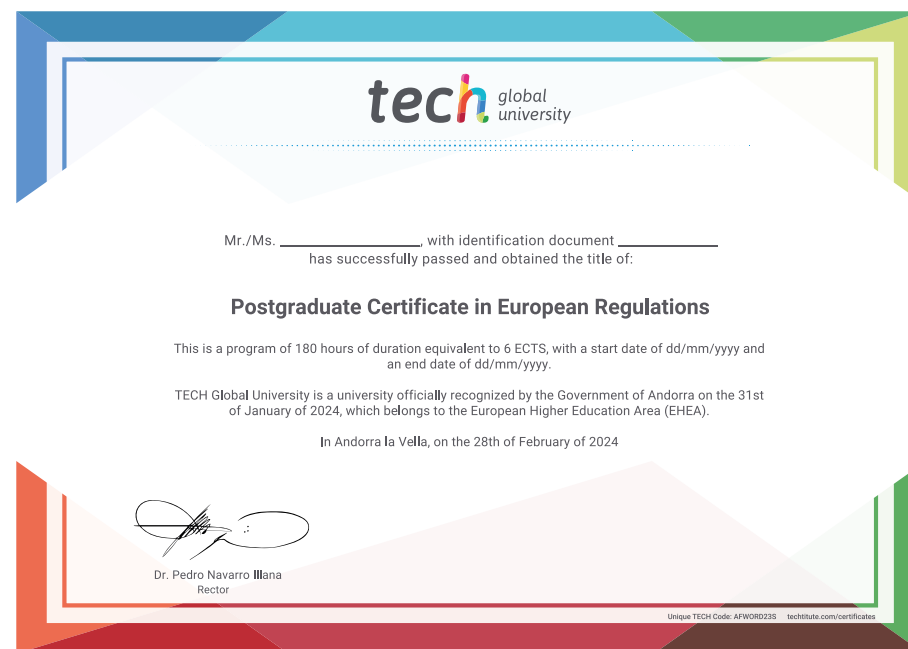 tech global
university
Mr./Ms. , with identification document
has successfully passed and obtained the title of:
Postgraduate Certificate in European Regulations
This is a program of 180 hours of duration equivalent to 6 ECTS, with a start date of dd/mm/yyyy and
an end date of dd/mm/yyyy.
TECH Global University is a university officially recognized by the Government of Andorra on the 31st
of January of 2024, which belongs to the European Higher Education Area (EHEA).
In Andorra la Vella, on the 28th of February of 2024
Dr. Pedro Navarro Illana
Rector
Unique TECH Code: AFWORD23S techtitute.com/certificates